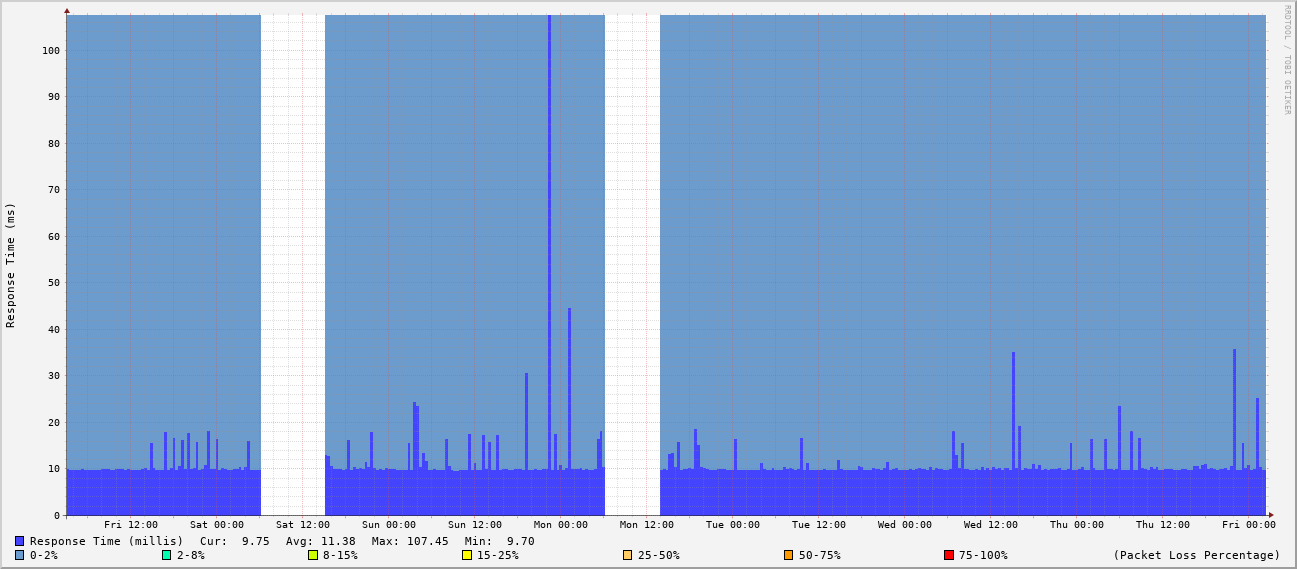 RRDTOOL / TOBI OETIKER
Response Time (ms)
100
90
80
70
60
50
40
30
20
10
0
Fri 12:00 Sat 00:00 Sat 12:00 Sun 00:00 Sun 12:00 Mon 00:00 Mon 12:00 Tue 00:00 Tue 12:00 Wed 00:00 Wed 12:00 Thu 00:00 Thu 12:00 Fri 00:00
Response Time (millis) Cur: 9.75 Avg: 11.38 Max: 107.45 Min: 9.70
0-2% 2-8% 8-15% 15-25% 25-50% 50-75% 75-100% (Packet Loss Percentage)